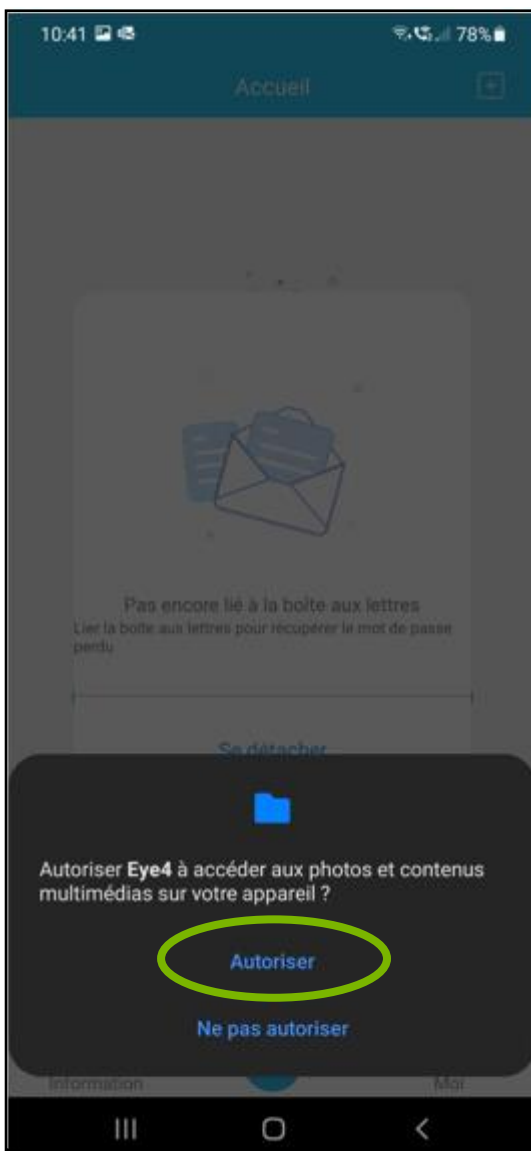 10:41
78%
Accueil
Pas encore lié à la boîte aux lettres
Lier la boîte aux lettres pour récupérer le mot de passe
perdu
Se détacher
Autoriser Eye4 à accéder aux photos et contenus
multimédias sur votre appareil ?
Autoriser
Ne pas autoriser
Information
Moi